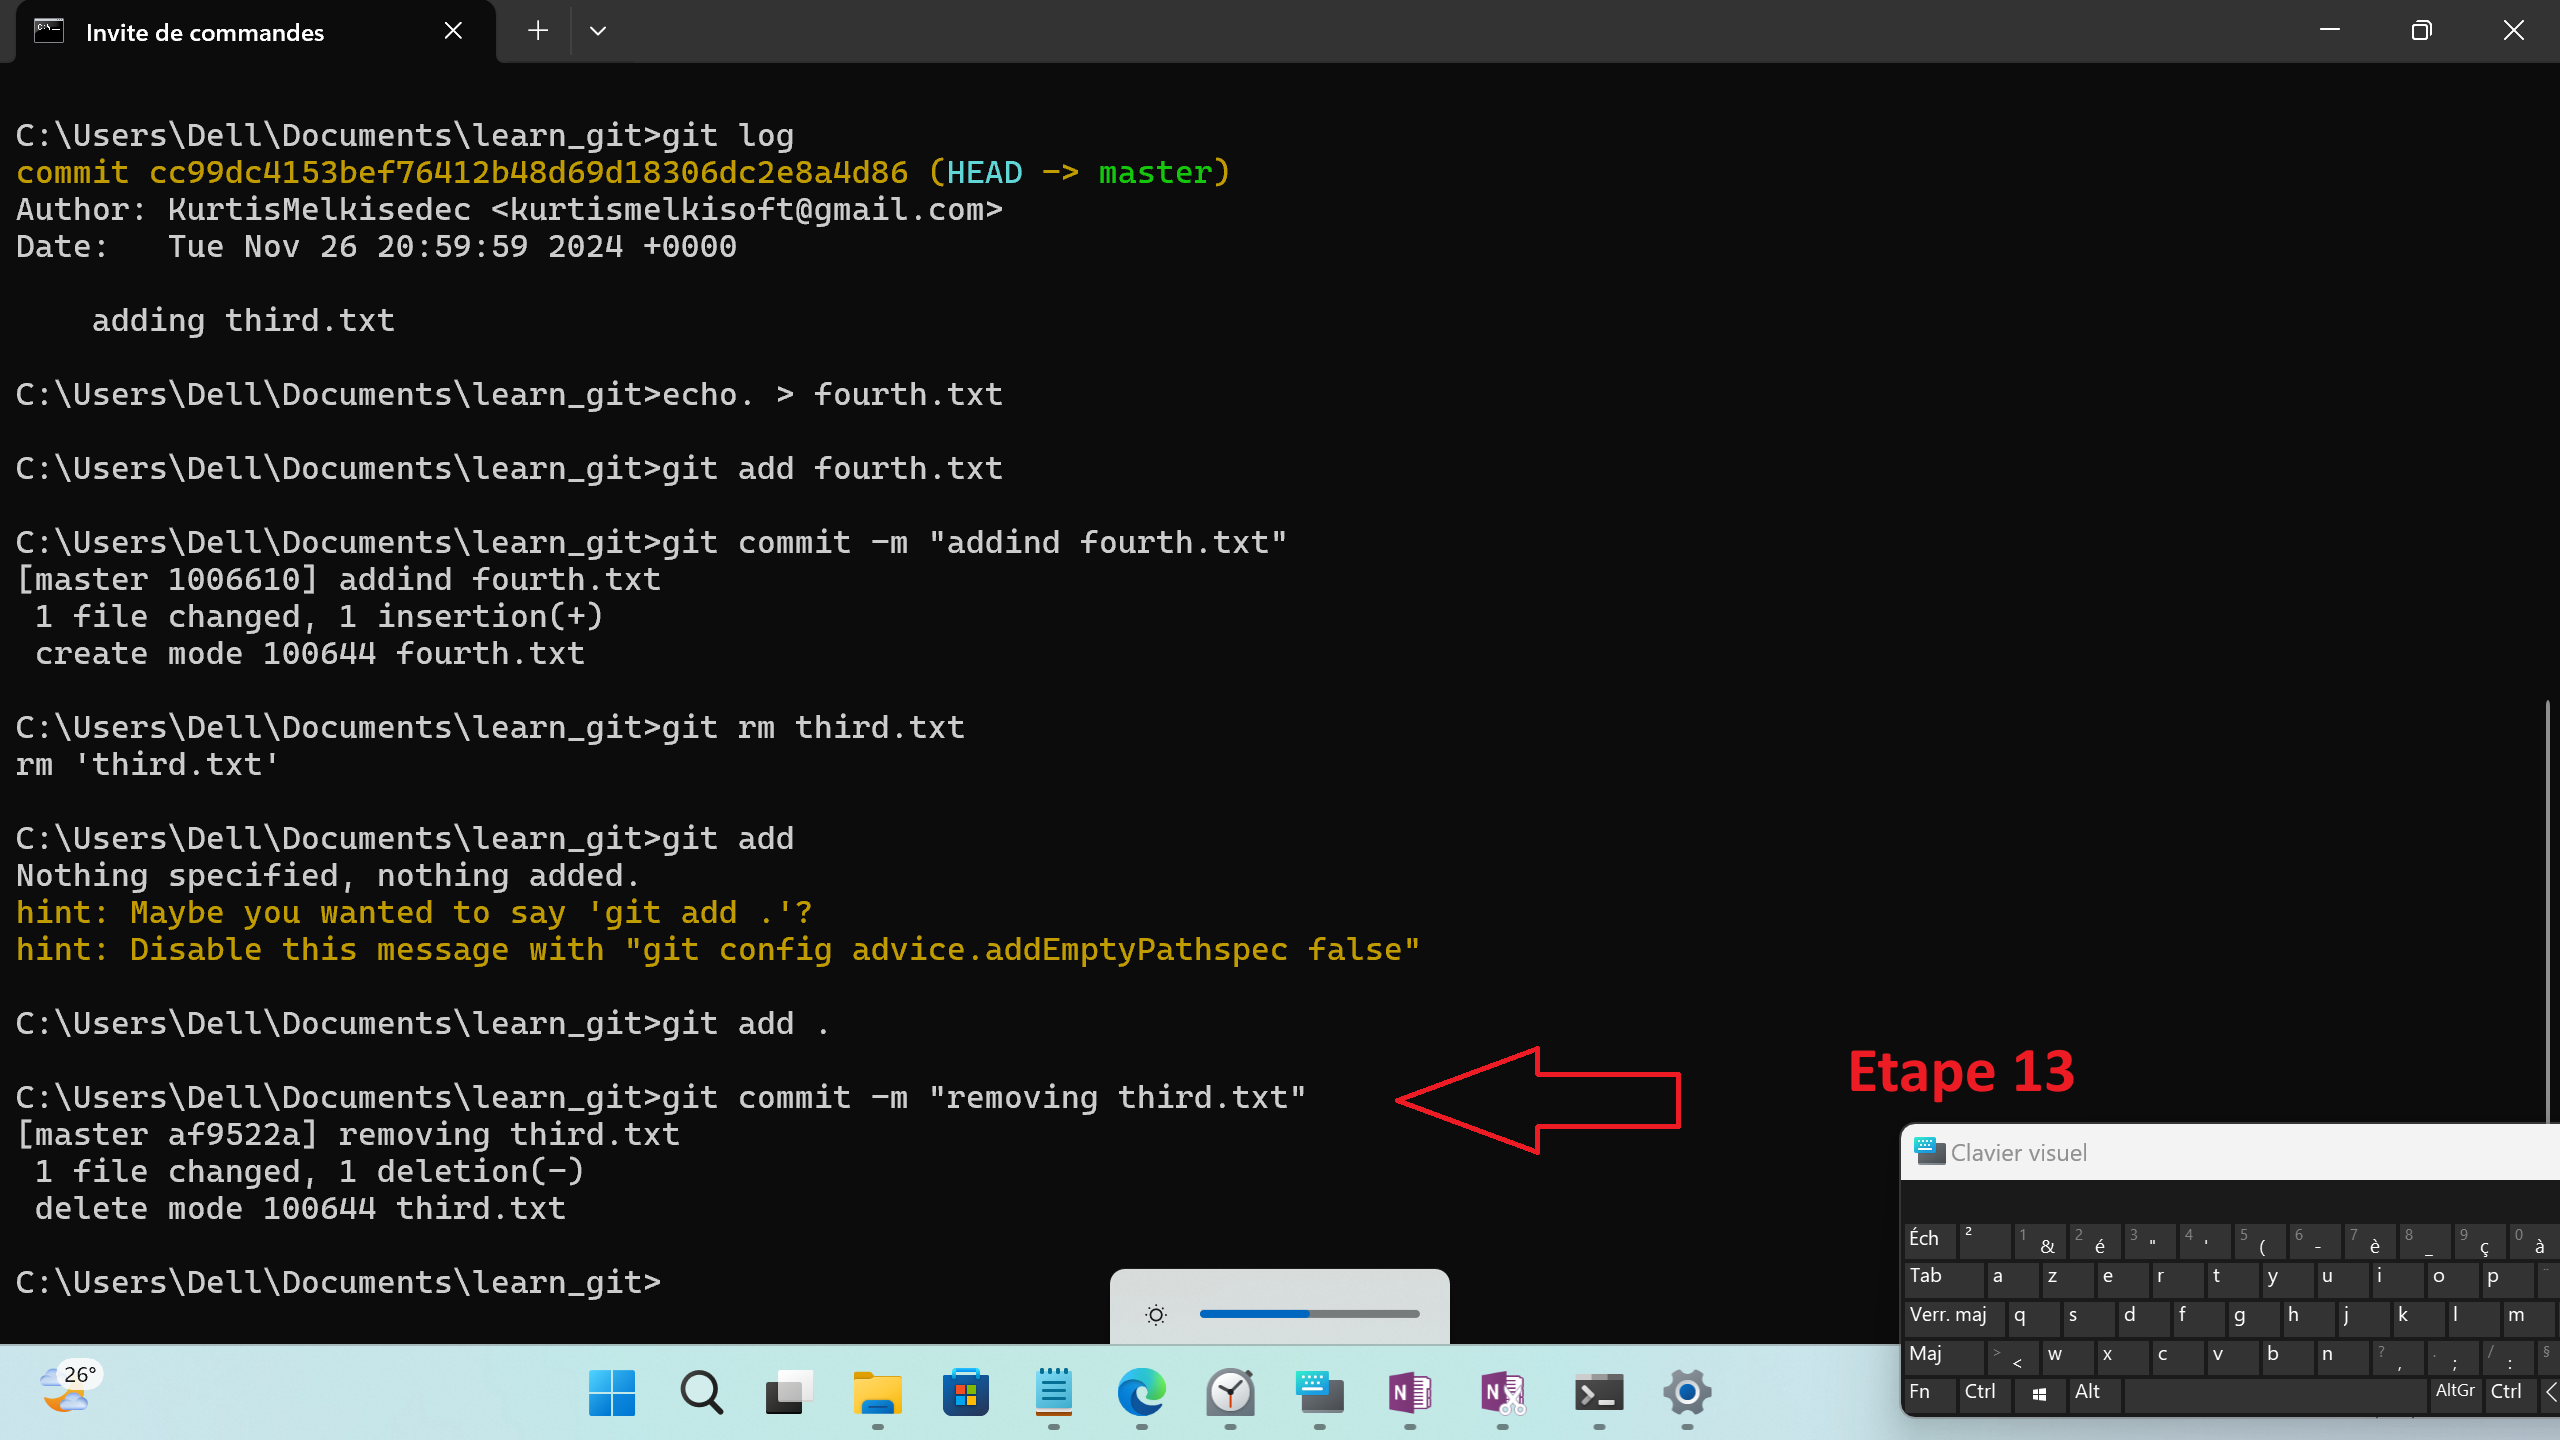 Invite de commandes
C:\Users\Dell\Documents\learn_git>git log
commit cc99dc4153bef76412b48d69d18306dc2e8a4d86 (HEAD -> master)
Author: KurtisMelkisedec <kurtismelkisoft@gmail.com>
Date:   Tue Nov 26 20:59:59 2024 +0000
    adding third.txt
C:\Users\Dell\Documents\learn_git>echo. > fourth.txt
C:\Users\Dell\Documents\learn_git>git add fourth.txt
C:\Users\Dell\Documents\learn_git>git commit -m "addind fourth.txt"
[master 1006610] addind fourth.txt
 1 file changed, 1 insertion(+)
 create mode 100644 fourth.txt
C:\Users\Dell\Documents\learn_git>git rm third.txt
rm 'third.txt'
C:\Users\Dell\Documents\learn_git>git add
Nothing specified, nothing added.
hint: Maybe you wanted to say 'git add .'?
hint: Disable this message with "git config advice.addEmptyPathspec false"
C:\Users\Dell\Documents\learn_git>git add .
C:\Users\Dell\Documents\learn_git>git commit -m "removing third.txt"
[master af9522a] removing third.txt
 1 file changed, 1 deletion(-)
 delete mode 100644 third.txt
C:\Users\Dell\Documents\learn_git>
Etape 13
Clavier visuel
Éch ² 1 & 2 é 3 " 4 ' 5 ( 6 - 7 è 8 _ 9 ç 0 à
Tab a z e r t y u i o p ¨
Verr. maj q s d f g h j k l m
Maj > < w x c v b n ? , . ; / : §
Fn Ctrl Alt AltGr Ctrl
26°